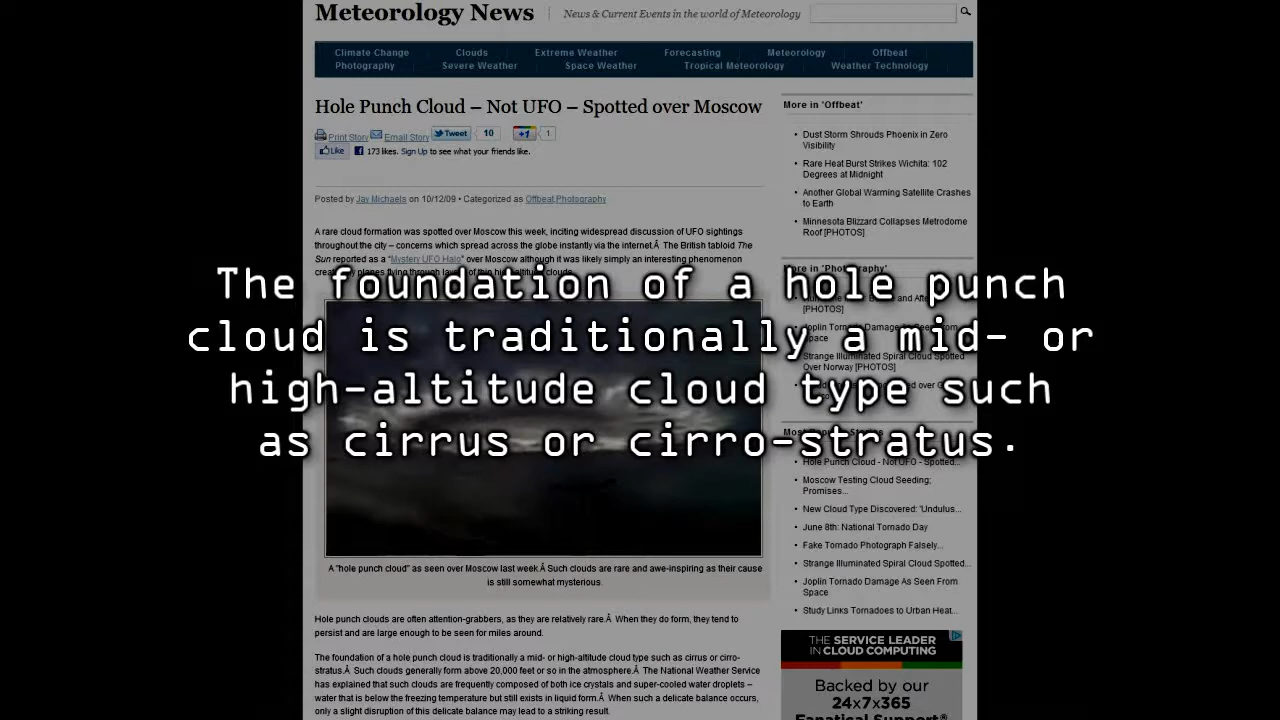 Meteorology News
News & Current Events in the world of Meteorology
Climate Change Clouds Extreme Weather Forecasting Meteorology Offbeat
Photography Severe Weather Space Weather Tropical Meteorology Weather Technology
Hole Punch Cloud – Not UFO – Spotted over Moscow
Print Story Email Story Tweet 10 +1 1
Like 173 likes. Sign Up to see what your friends like.
Posted by Jay Michaels on 10/12/09 • Categorized as Offbeat,Photography
A rare cloud formation was spotted over Moscow this week, inciting widespread discussion of UFO sightings
throughout the city – concerns which spread across the globe instantly via the internet.Â The British tabloid The
Sun reported as a "Mystery UFO Halo" over Moscow although it was likely simply an interesting phenomenon
planes flying through of thin high-altitude clouds.
The foundation of a hole punch
cloud is traditionally a mid- or
high-altitude cloud type such
as cirrus or cirro-stratus.
A "hole punch cloud" as seen over Moscow last week.Â Such clouds are rare and awe-inspiring as their cause
is still somewhat mysterious.
Hole punch clouds are often attention-grabbers, as they are relatively rare.Â When they do form, they tend to
persist and are large enough to be seen for miles around.
The foundation of a hole punch cloud is traditionally a mid- or high-altitude cloud type such as cirrus or cirro-
stratus.Â Such clouds generally form above 20,000 feet or so in the atmosphere.Â The National Weather Service
has explained that such clouds are frequently composed of both ice crystals and super-cooled water droplets –
water that is below the freezing temperature but still exists in liquid form.Â When such a delicate balance occurs,
only a slight disruption of this delicate balance may lead to a striking result.
More in 'Offbeat'
• Dust Storm Shrouds Phoenix in Zero
Visibility
• Rare Heat Burst Strikes Wichita: 102
Degrees at Midnight
• Another Global Warming Satellite Crashes
to Earth
• Minnesota Blizzard Collapses Metrodome
Roof [PHOTOS]
More in 'Photography'
and
[PHOTOS]
Joplin Tornado Damage As Seen From
Space
Strange Illuminated Spiral Cloud Spotted
Over Norway [PHOTOS]
over
Most Stories
• Hole Punch Cloud - Not UFO - Spotted...
• Moscow Testing Cloud Seeding;
Promises...
• New Cloud Type Discovered: 'Undulus...
• June 8th: National Tornado Day
• Fake Tornado Photograph Falsely...
• Strange Illuminated Spiral Cloud Spotted...
• Joplin Tornado Damage As Seen From
Space
• Study Links Tornadoes to Urban Heat...
THE SERVICE LEADER
IN CLOUD COMPUTING
Backed by our
24x7x365
Fanatical Support®